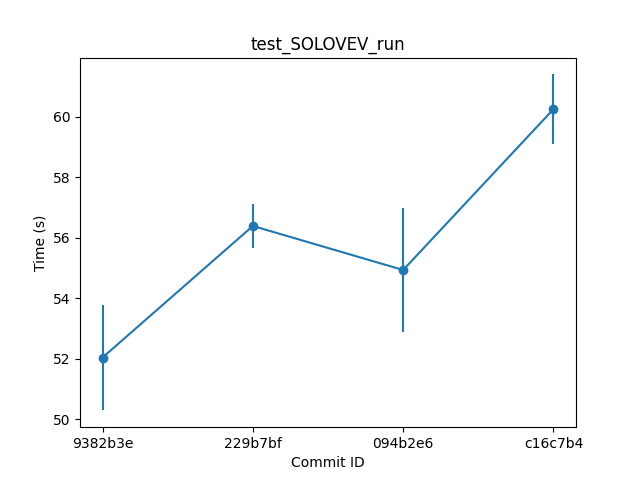 test_SOLOVEV_run
Time (s)
60
58
56
54
52
50
9382b3e
229b7bf
094b2e6
c16c7b4
Commit ID